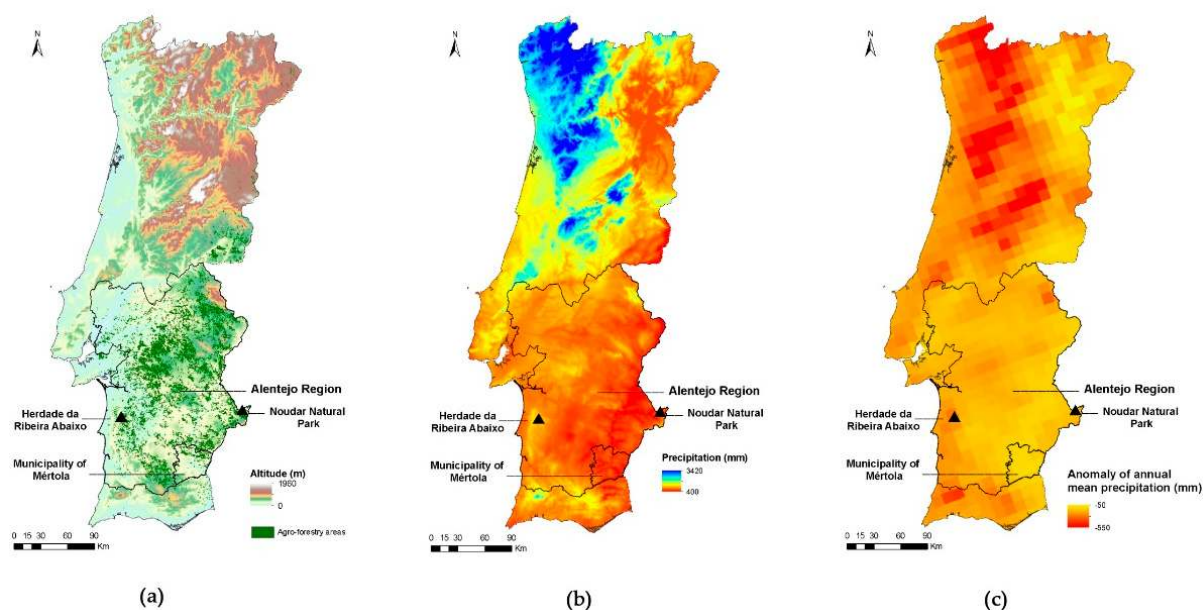 N
Alentejo Region
Herdade da
Ribeira Abaixo
Noudar Natural
Park
Municipality of
Mértola
Altitude (m)
1980
0
Agro-forestry areas
0 15 30 60 90
Km
(a)
N
Alentejo Region
Herdade da
Ribeira Abaixo
Noudar Natural
Park
Municipality of
Mértola
Precipitation (mm)
3420
400
0 15 30 60 90
Km
(b)
N
Alentejo Region
Herdade da
Ribeira Abaixo
Noudar Natural
Park
Municipality of
Mértola
Anomaly of annual
mean precipitation (mm)
-50
-550
0 15 30 60 90
Km
(c)